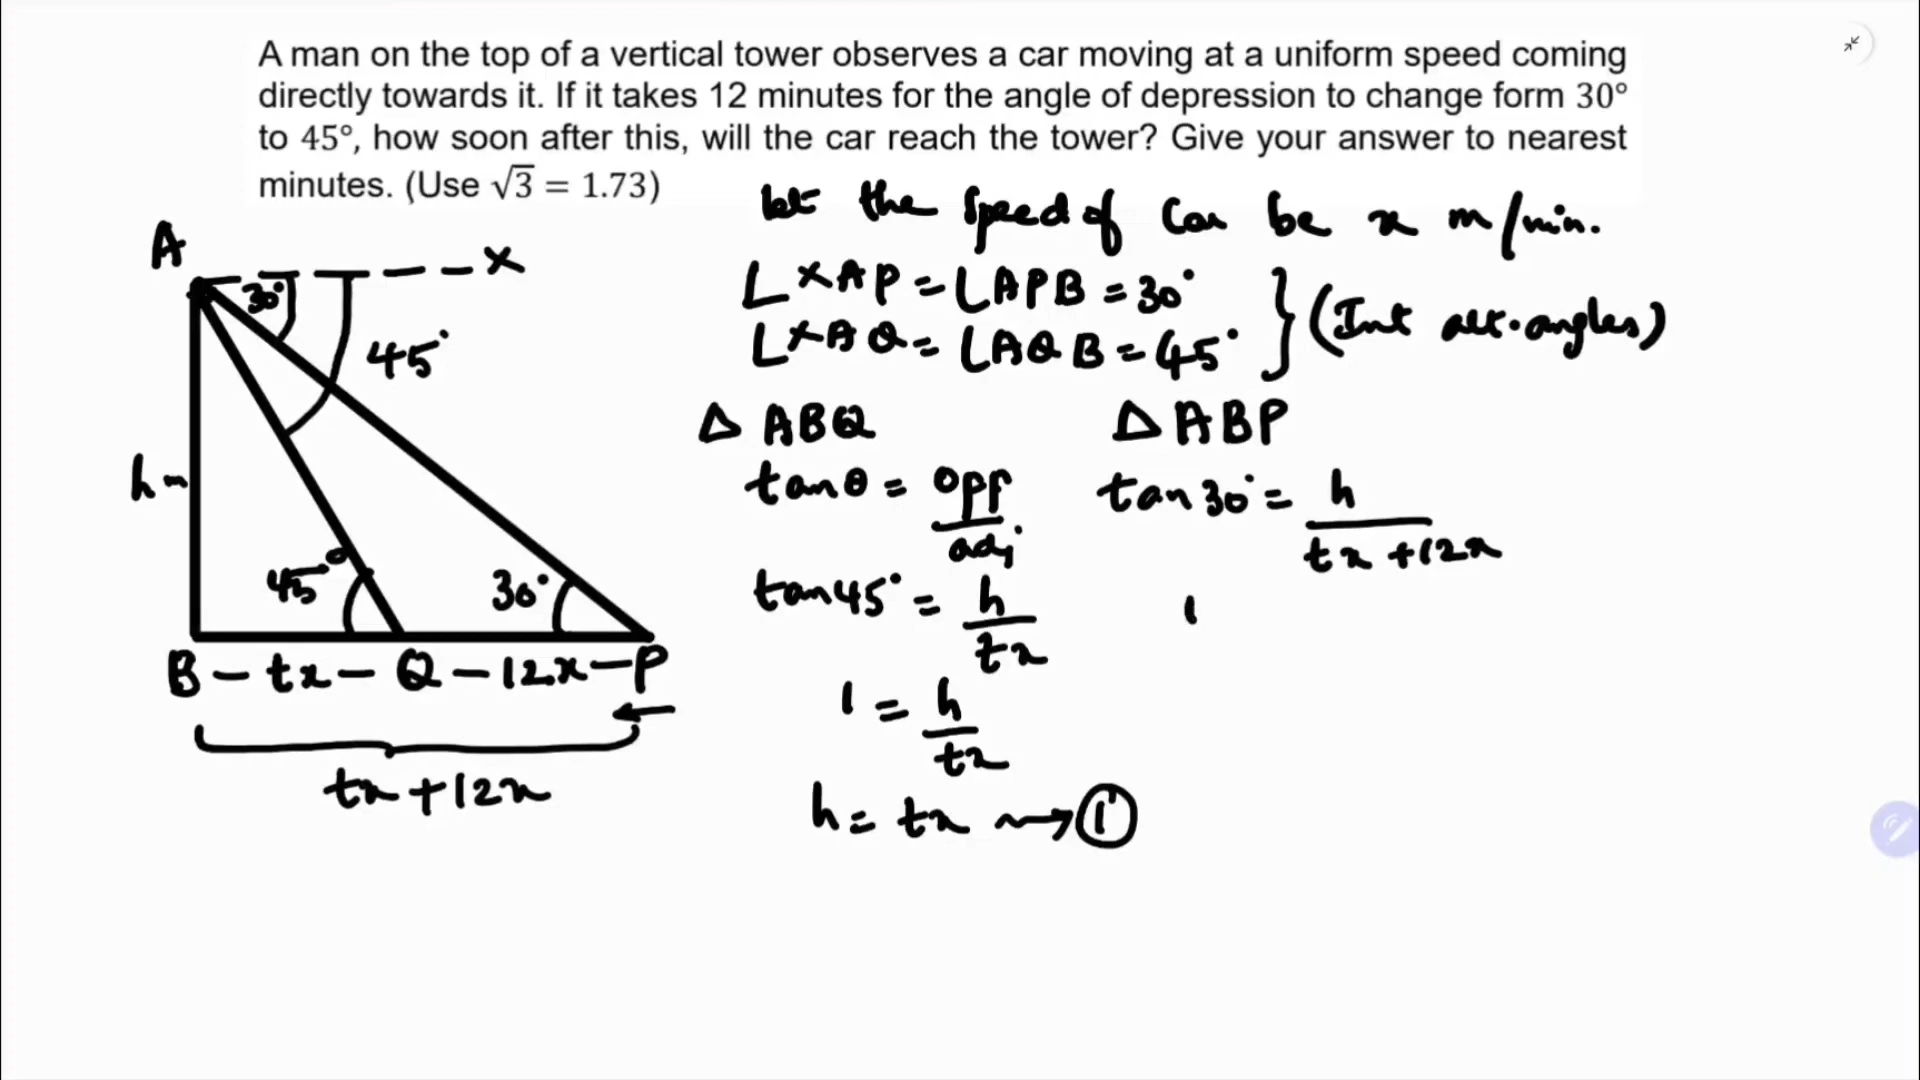 A man on the top of a vertical tower observes a car moving at a uniform speed coming
directly towards it. If it takes 12 minutes for the angle of depression to change form 30°
to 45°, how soon after this, will the car reach the tower? Give your answer to nearest
minutes. (Use √3 = 1.73)
let the speed of car be x m/min.
A
X
30°
45°
h m
45°
30°
B - tx - Q - 12x - P
←
tx + 12x
∠XAP = ∠APB = 30°
∠XAQ = ∠AQB = 45°
} (Int alt. angles)
Δ ABQ
tanθ = opp/adj
tan45° = h/tx
1 = h/tx
h = tx → ①
Δ ABP
tan30° = h/tx + 12x
1